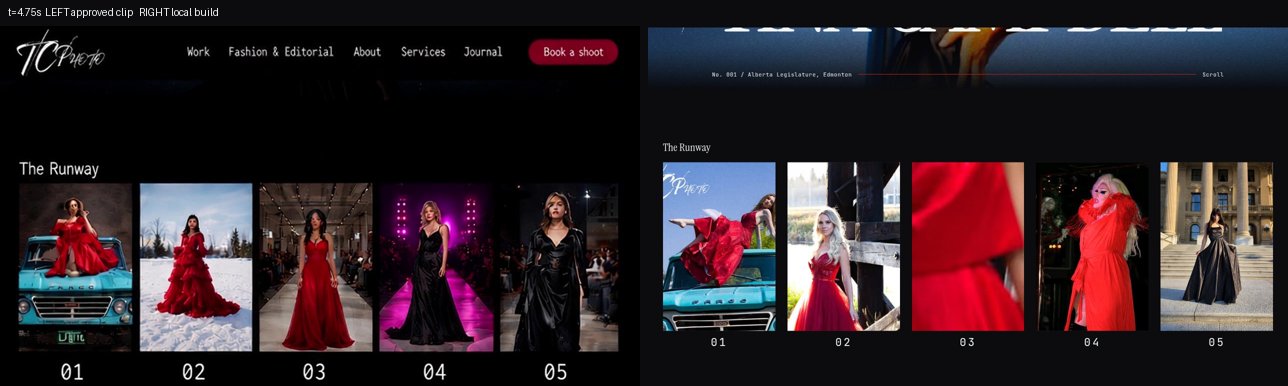 t=4.75s LEFT approved clip RIGHT local build
TCPHOTO
Work Fashion & Editorial About Services Journal Book a shoot
No. 001 / Alberta Legislature, Edmonton Scroll
The Runway
The Runway
01 02 03 04 05
01 02 03 04 05